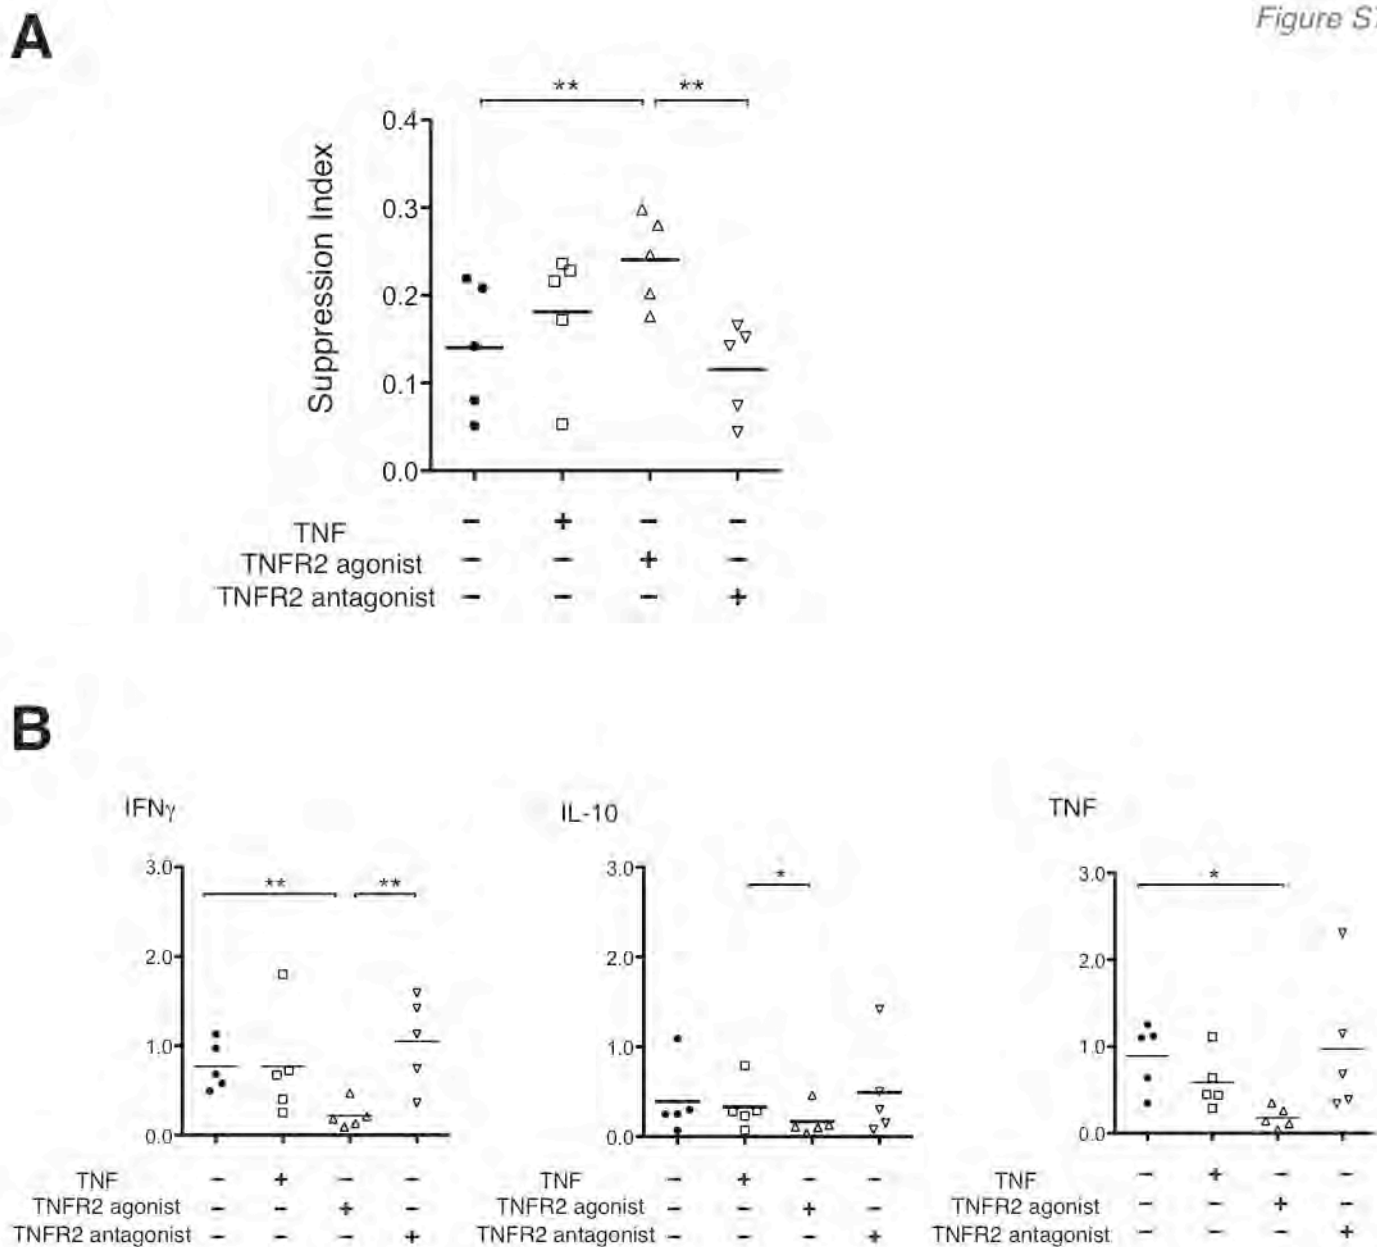 Figure S7
A
** **
Suppression Index
0.4
0.3
0.2
0.1
0.0
TNF − + − −
TNFR2 agonist − − + −
TNFR2 antagonist − − − +
B
IFNγ
3.0
2.0
1.0
0.0
** **
TNF − + − −
TNFR2 agonist − − + −
TNFR2 antagonist − − − +
IL-10
3.0
2.0
1.0
0.0
*
TNF − + − −
TNFR2 agonist − − + −
TNFR2 antagonist − − − +
TNF
3.0
2.0
1.0
0.0
*
TNF − + − −
TNFR2 agonist − − + −
TNFR2 antagonist − − − +